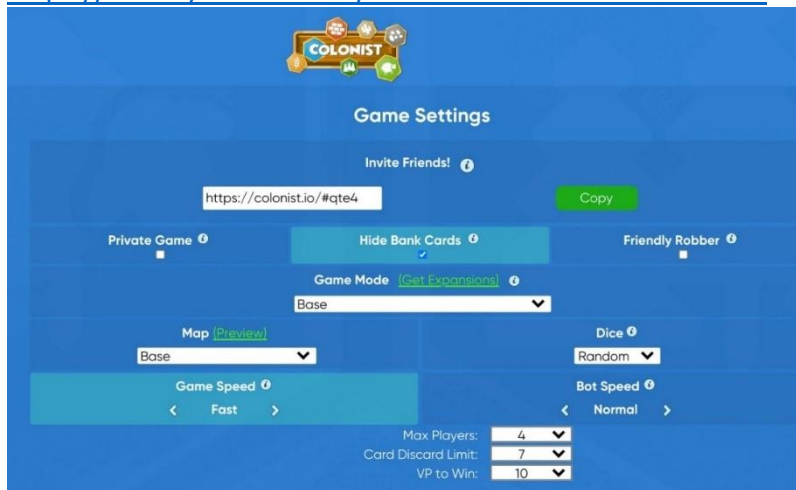 COLONIST
Game Settings
Invite Friends!
https://colonist.io/#qte4 Copy
Private Game Hide Bank Cards Friendly Robber
Game Mode (Get Expansions)
Base
Map (Preview) Dice
Base Random
Game Speed Bot Speed
< Fast > < Normal >
Max Players: 4
Card Discard Limit: 7
VP to Win: 10